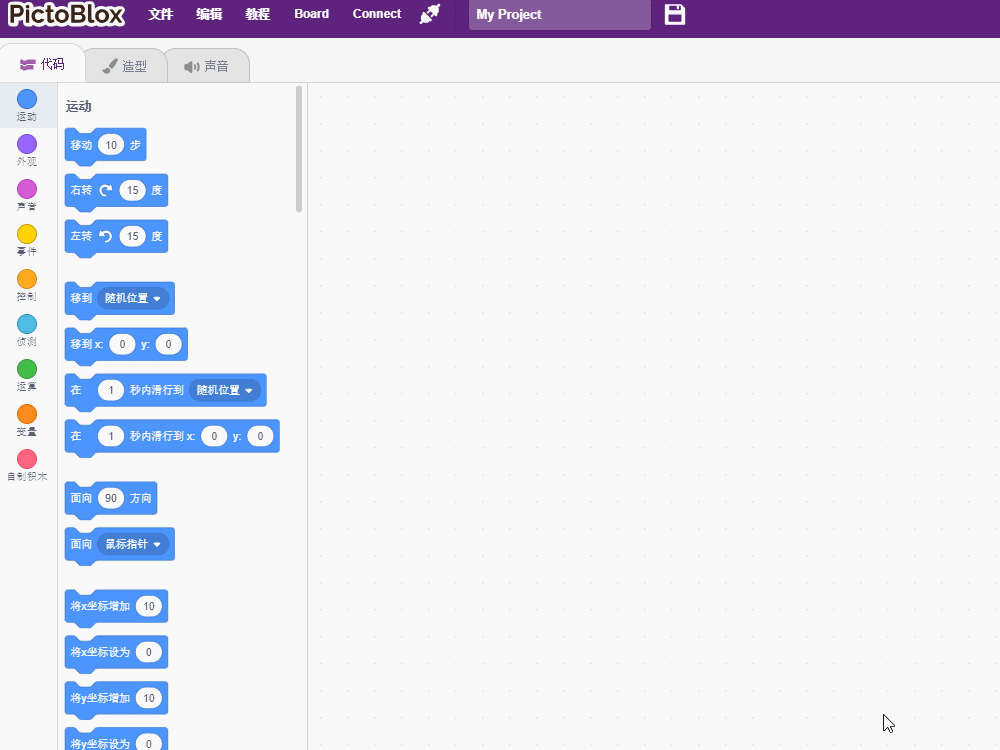 PictoBlox 文件 编辑 教程 Board Connect My Project
代码 造型 声音
运动
外观
声音
事件
控制
侦测
运算
变量
自制积木
运动
移动 10 步
右转 15 度
左转 15 度
移到 随机位置
移到 x: 0 y: 0
在 1 秒内滑行到 随机位置
在 1 秒内滑行到 x: 0 y: 0
面向 90 方向
面向 鼠标指针
将x坐标增加 10
将x坐标设为 0
将y坐标增加 10
将y坐标设为 0